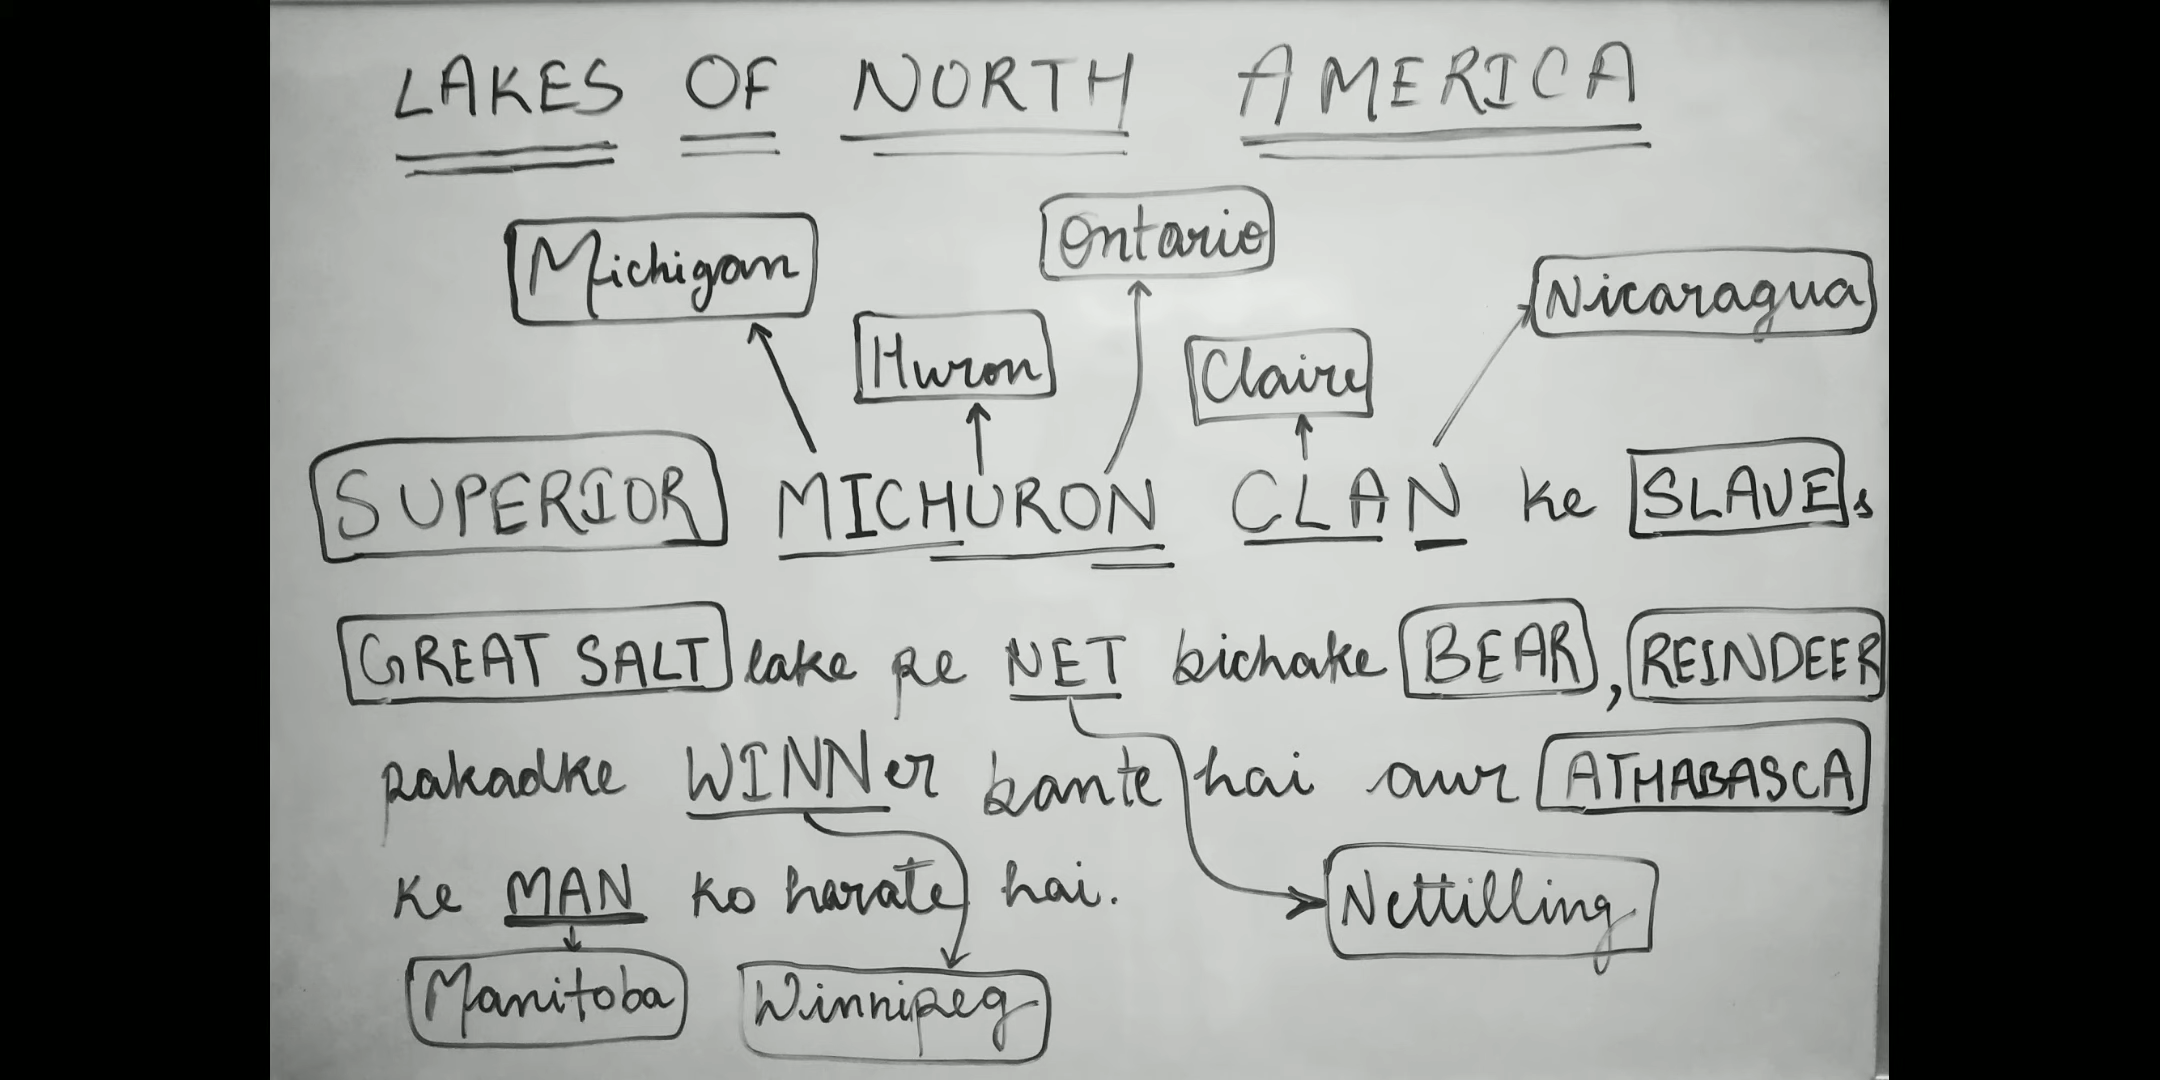 LAKES OF NORTH AMERICA
Michigan
Ontario
Nicaragua
Huron
Claire
SUPERIOR MICHURON CLAN ke SLAVEs
GREAT SALT lake pe NET bichake BEAR, REINDEER
pakadke WINNer bante hai aur ATHABASCA
ke MAN ko harate hai.
Nettilling
Manitoba
Winnipeg